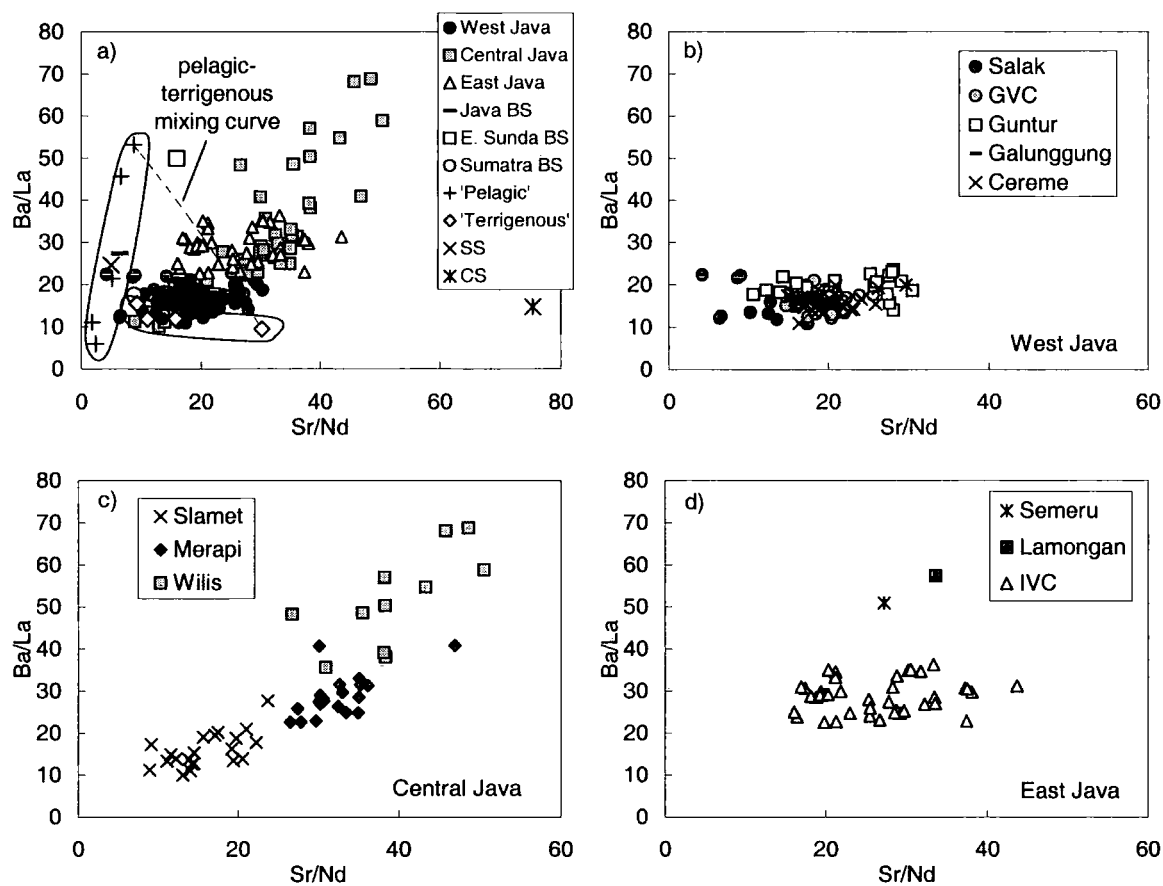 a)
80
70
60
50
40
30
20
10
0
Ba/La
0 20 40 60 80
Sr/Nd
pelagic-
terrigenous
mixing curve
West Java
Central Java
East Java
Java BS
E. Sunda BS
Sumatra BS
'Pelagic'
'Terrigenous'
SS
CS
b)
80
70
60
50
40
30
20
10
0
Ba/La
0 20 40 60
Sr/Nd
Salak
GVC
Guntur
Galunggung
Cereme
West Java
c)
80
70
60
50
40
30
20
10
0
Ba/La
0 20 40 60
Sr/Nd
Slamet
Merapi
Wilis
Central Java
d)
80
70
60
50
40
30
20
10
0
Ba/La
0 20 40 60
Sr/Nd
Semeru
Lamongan
IVC
East Java